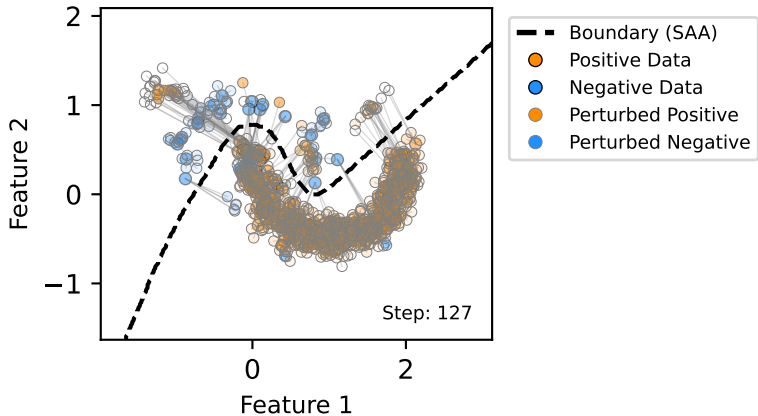 2
1
0
−1
0
2
Feature 1
Feature 2
Step: 127
Boundary (SAA)
Positive Data
Negative Data
Perturbed Positive
Perturbed Negative